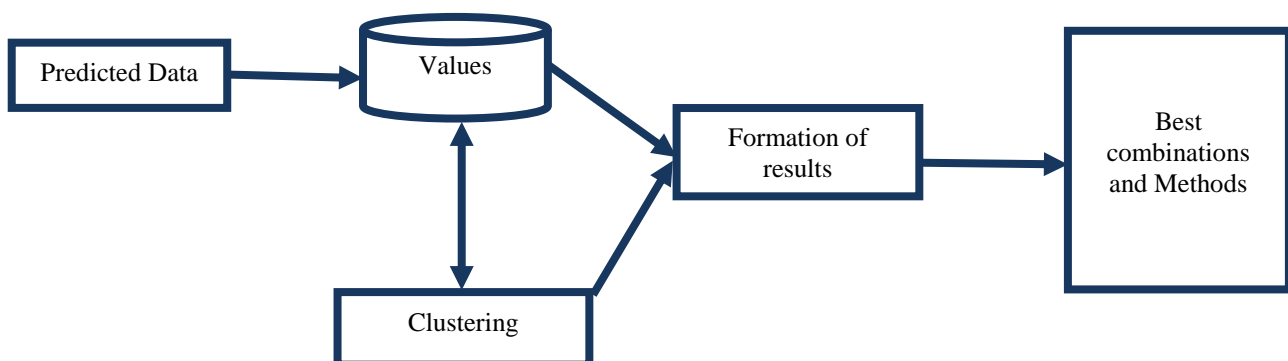 Predicted Data
Values
Formation of
results
Best
combinations
and Methods
Clustering